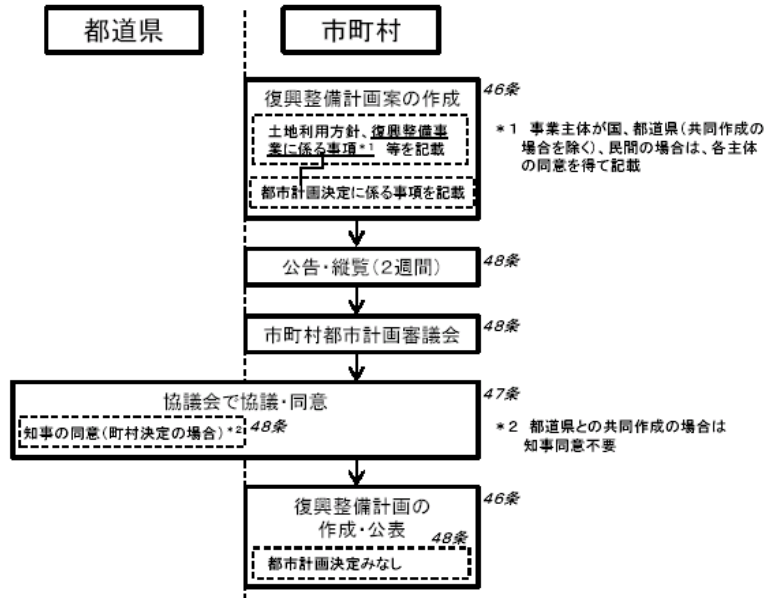 都道県
市町村
復興整備計画案の作成
46条
土地利用方針、復興整備事
業に係る事項*1 等を記載
都市計画決定に係る事項を記載
*1 事業主体が国、都道県(共同作成の
場合を除く)、民間の場合は、各主体
の同意を得て記載
公告・縦覧(2週間)
48条
市町村都市計画審議会
48条
協議会で協議・同意
47条
知事の同意(町村決定の場合)*2
48条
*2 都道県との共同作成の場合は
知事同意不要
復興整備計画の
作成・公表
46条
48条
都市計画決定みなし